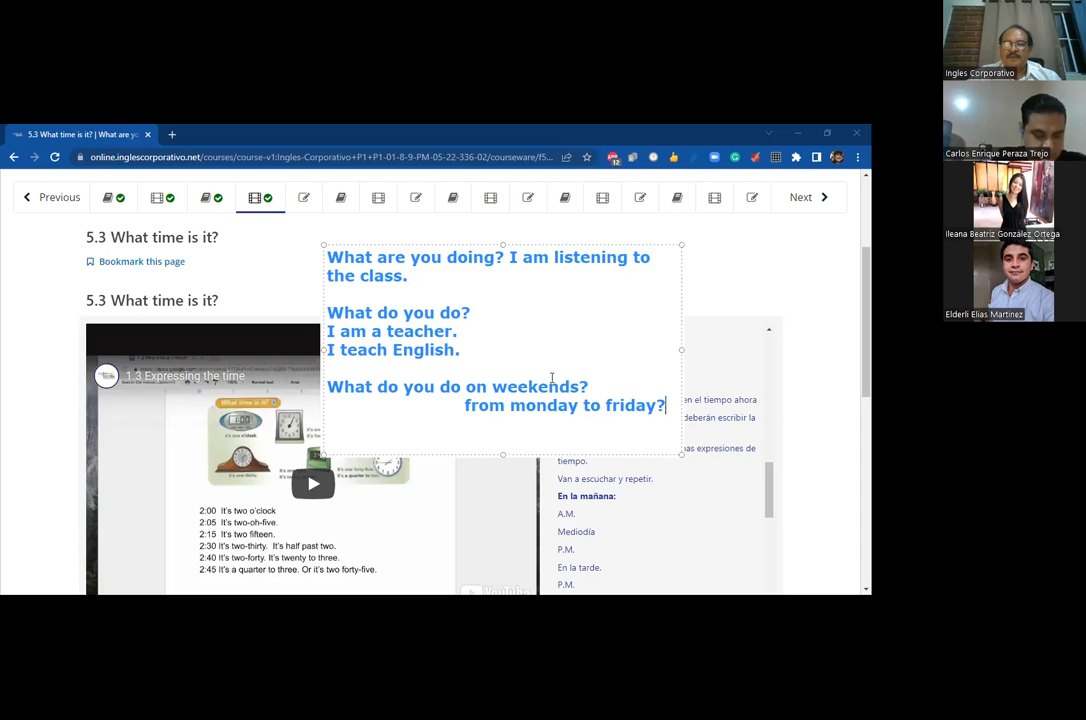 5.3 What time is it? | What are yo
online.inglescorporativo.net/courses/course-v1:Ingles-Corporativo+P1+P1-01-8-9-PM-05-22-336-02/courseware/f5...
12
Previous
Next
5.3 What time is it?
Bookmark this page
5.3 What time is it?
What are you doing? I am listening to
the class.
What do you do?
I am a teacher.
I teach English.
What do you do on weekends?
from monday to friday?
1.3 Expressing the time
What time is it?
2:00 It's two o'clock
2:05 It's two-oh-five.
2:15 It's two fifteen.
2:30 It's two-thirty. It's half past two.
2:40 It's two-forty. It's twenty to three.
2:45 It's a quarter to three. Or it's two forty-five.
YouTube
en el tiempo ahora
deberán escribir la
as expresiones de
tiempo.
Van a escuchar y repetir.
En la mañana:
A.M.
Mediodía
P.M.
En la tarde.
P.M.
Ingles Corporativo
Carlos Enrique Peraza Trejo
Ileana Beatriz González Ortega
Elderli Elias Martinez